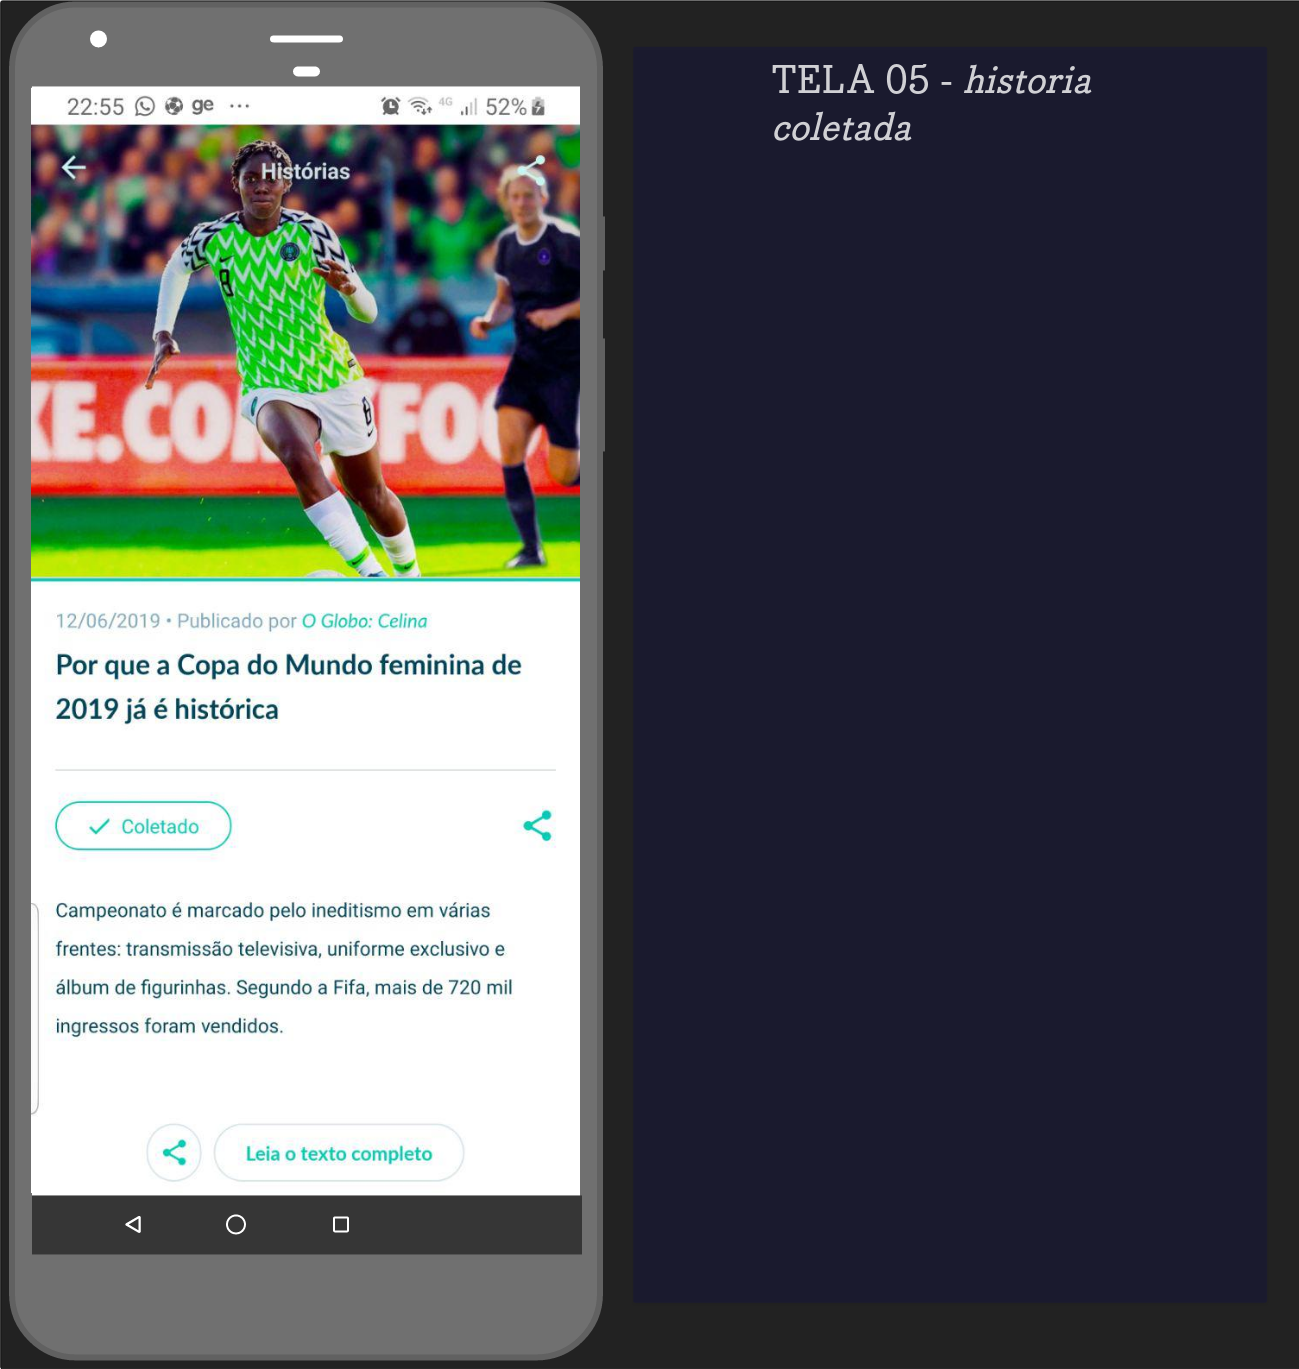 22:55 ge ... 4G 52%
Histórias
8
KE.CO FO
6
12/06/2019 • Publicado por O Globo: Celina
Por que a Copa do Mundo feminina de
2019 já é histórica
Coletado
Campeonato é marcado pelo ineditismo em várias
frentes: transmissão televisiva, uniforme exclusivo e
álbum de figurinhas. Segundo a Fifa, mais de 720 mil
ingressos foram vendidos.
Leia o texto completo
TELA 05 - historia
coletada